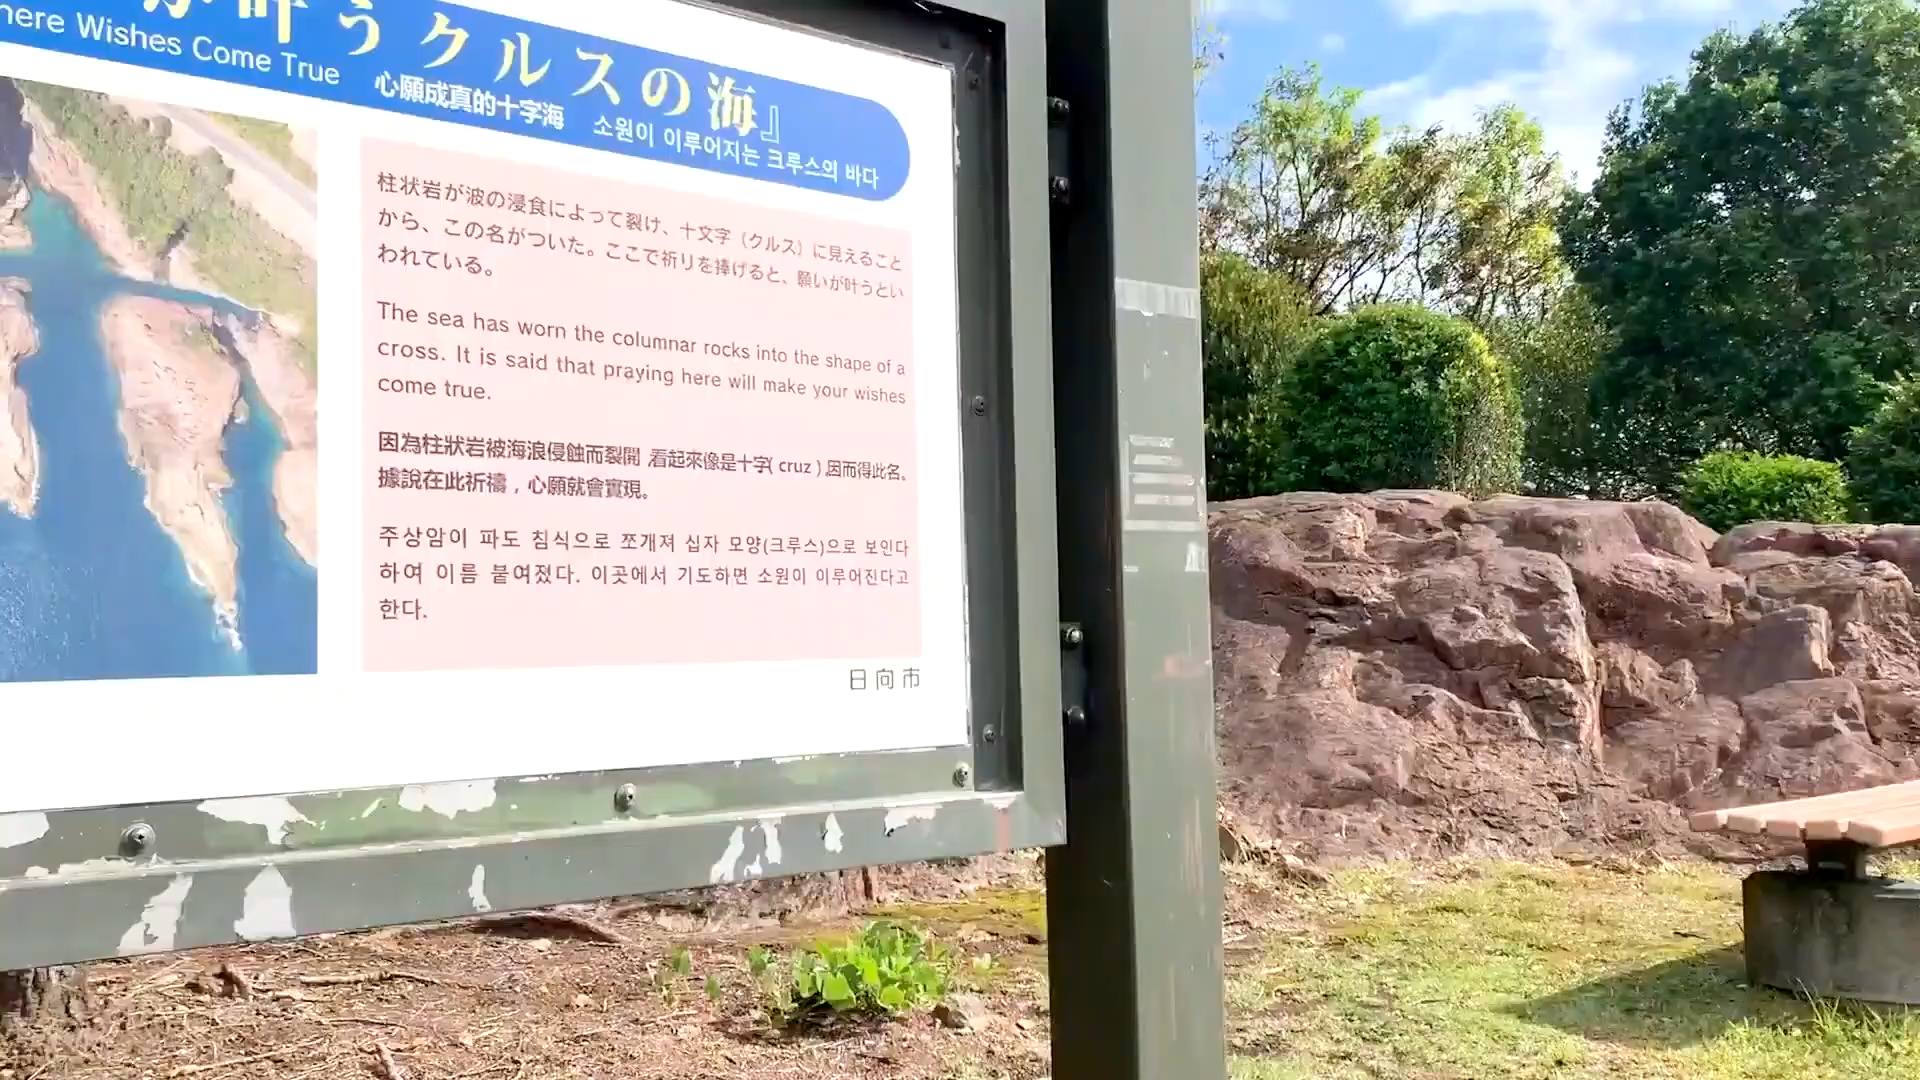 叶うクルスの海』
Wishes Come True
心願成真的十字海
소원이 이루어지는 크루스의 바다
柱状岩が波の浸食によって裂け、十文字（クルス）に見えること
から、この名がついた。ここで祈りを捧げると、願いが叶うとい
われている。
The sea has worn the columnar rocks into the shape of a
cross. It is said that praying here will make your wishes
come true.
因為柱狀岩被海浪侵蝕而裂開 看起來像是十字( cruz ),因而得此名。
據說在此祈禱，心願就會實現。
주상암이 파도 침식으로 쪼개져 십자 모양(크루스)으로 보인다
하여 이름 붙여졌다. 이곳에서 기도하면 소원이 이루어진다고
한다.
日向市